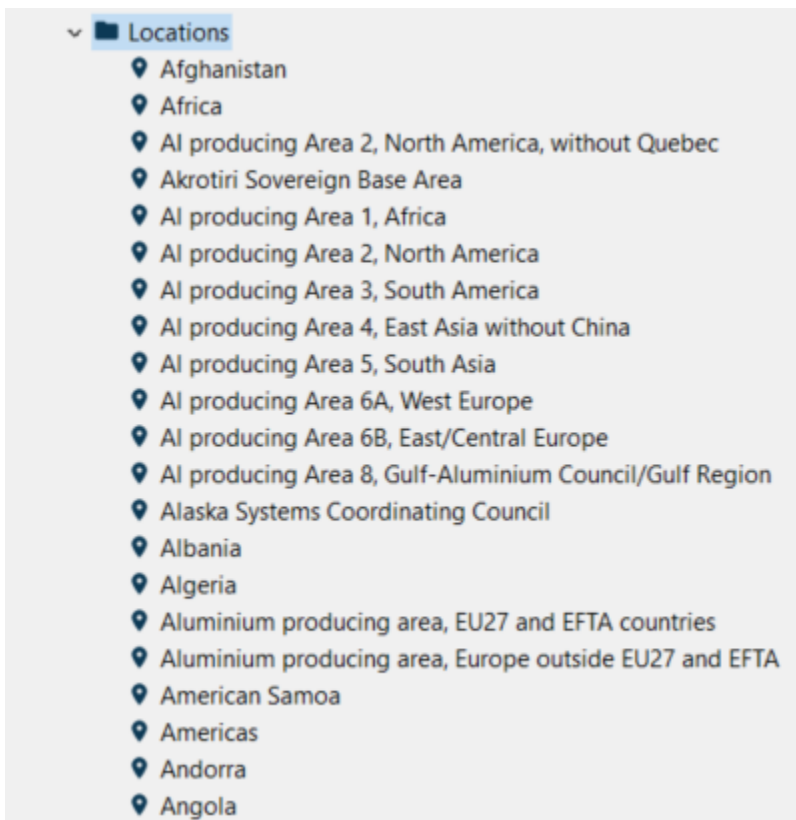 Locations
Afghanistan
Africa
Al producing Area 2, North America, without Quebec
Akrotiri Sovereign Base Area
Al producing Area 1, Africa
Al producing Area 2, North America
Al producing Area 3, South America
Al producing Area 4, East Asia without China
Al producing Area 5, South Asia
Al producing Area 6A, West Europe
Al producing Area 6B, East/Central Europe
Al producing Area 8, Gulf-Aluminium Council/Gulf Region
Alaska Systems Coordinating Council
Albania
Algeria
Aluminium producing area, EU27 and EFTA countries
Aluminium producing area, Europe outside EU27 and EFTA
American Samoa
Americas
Andorra
Angola